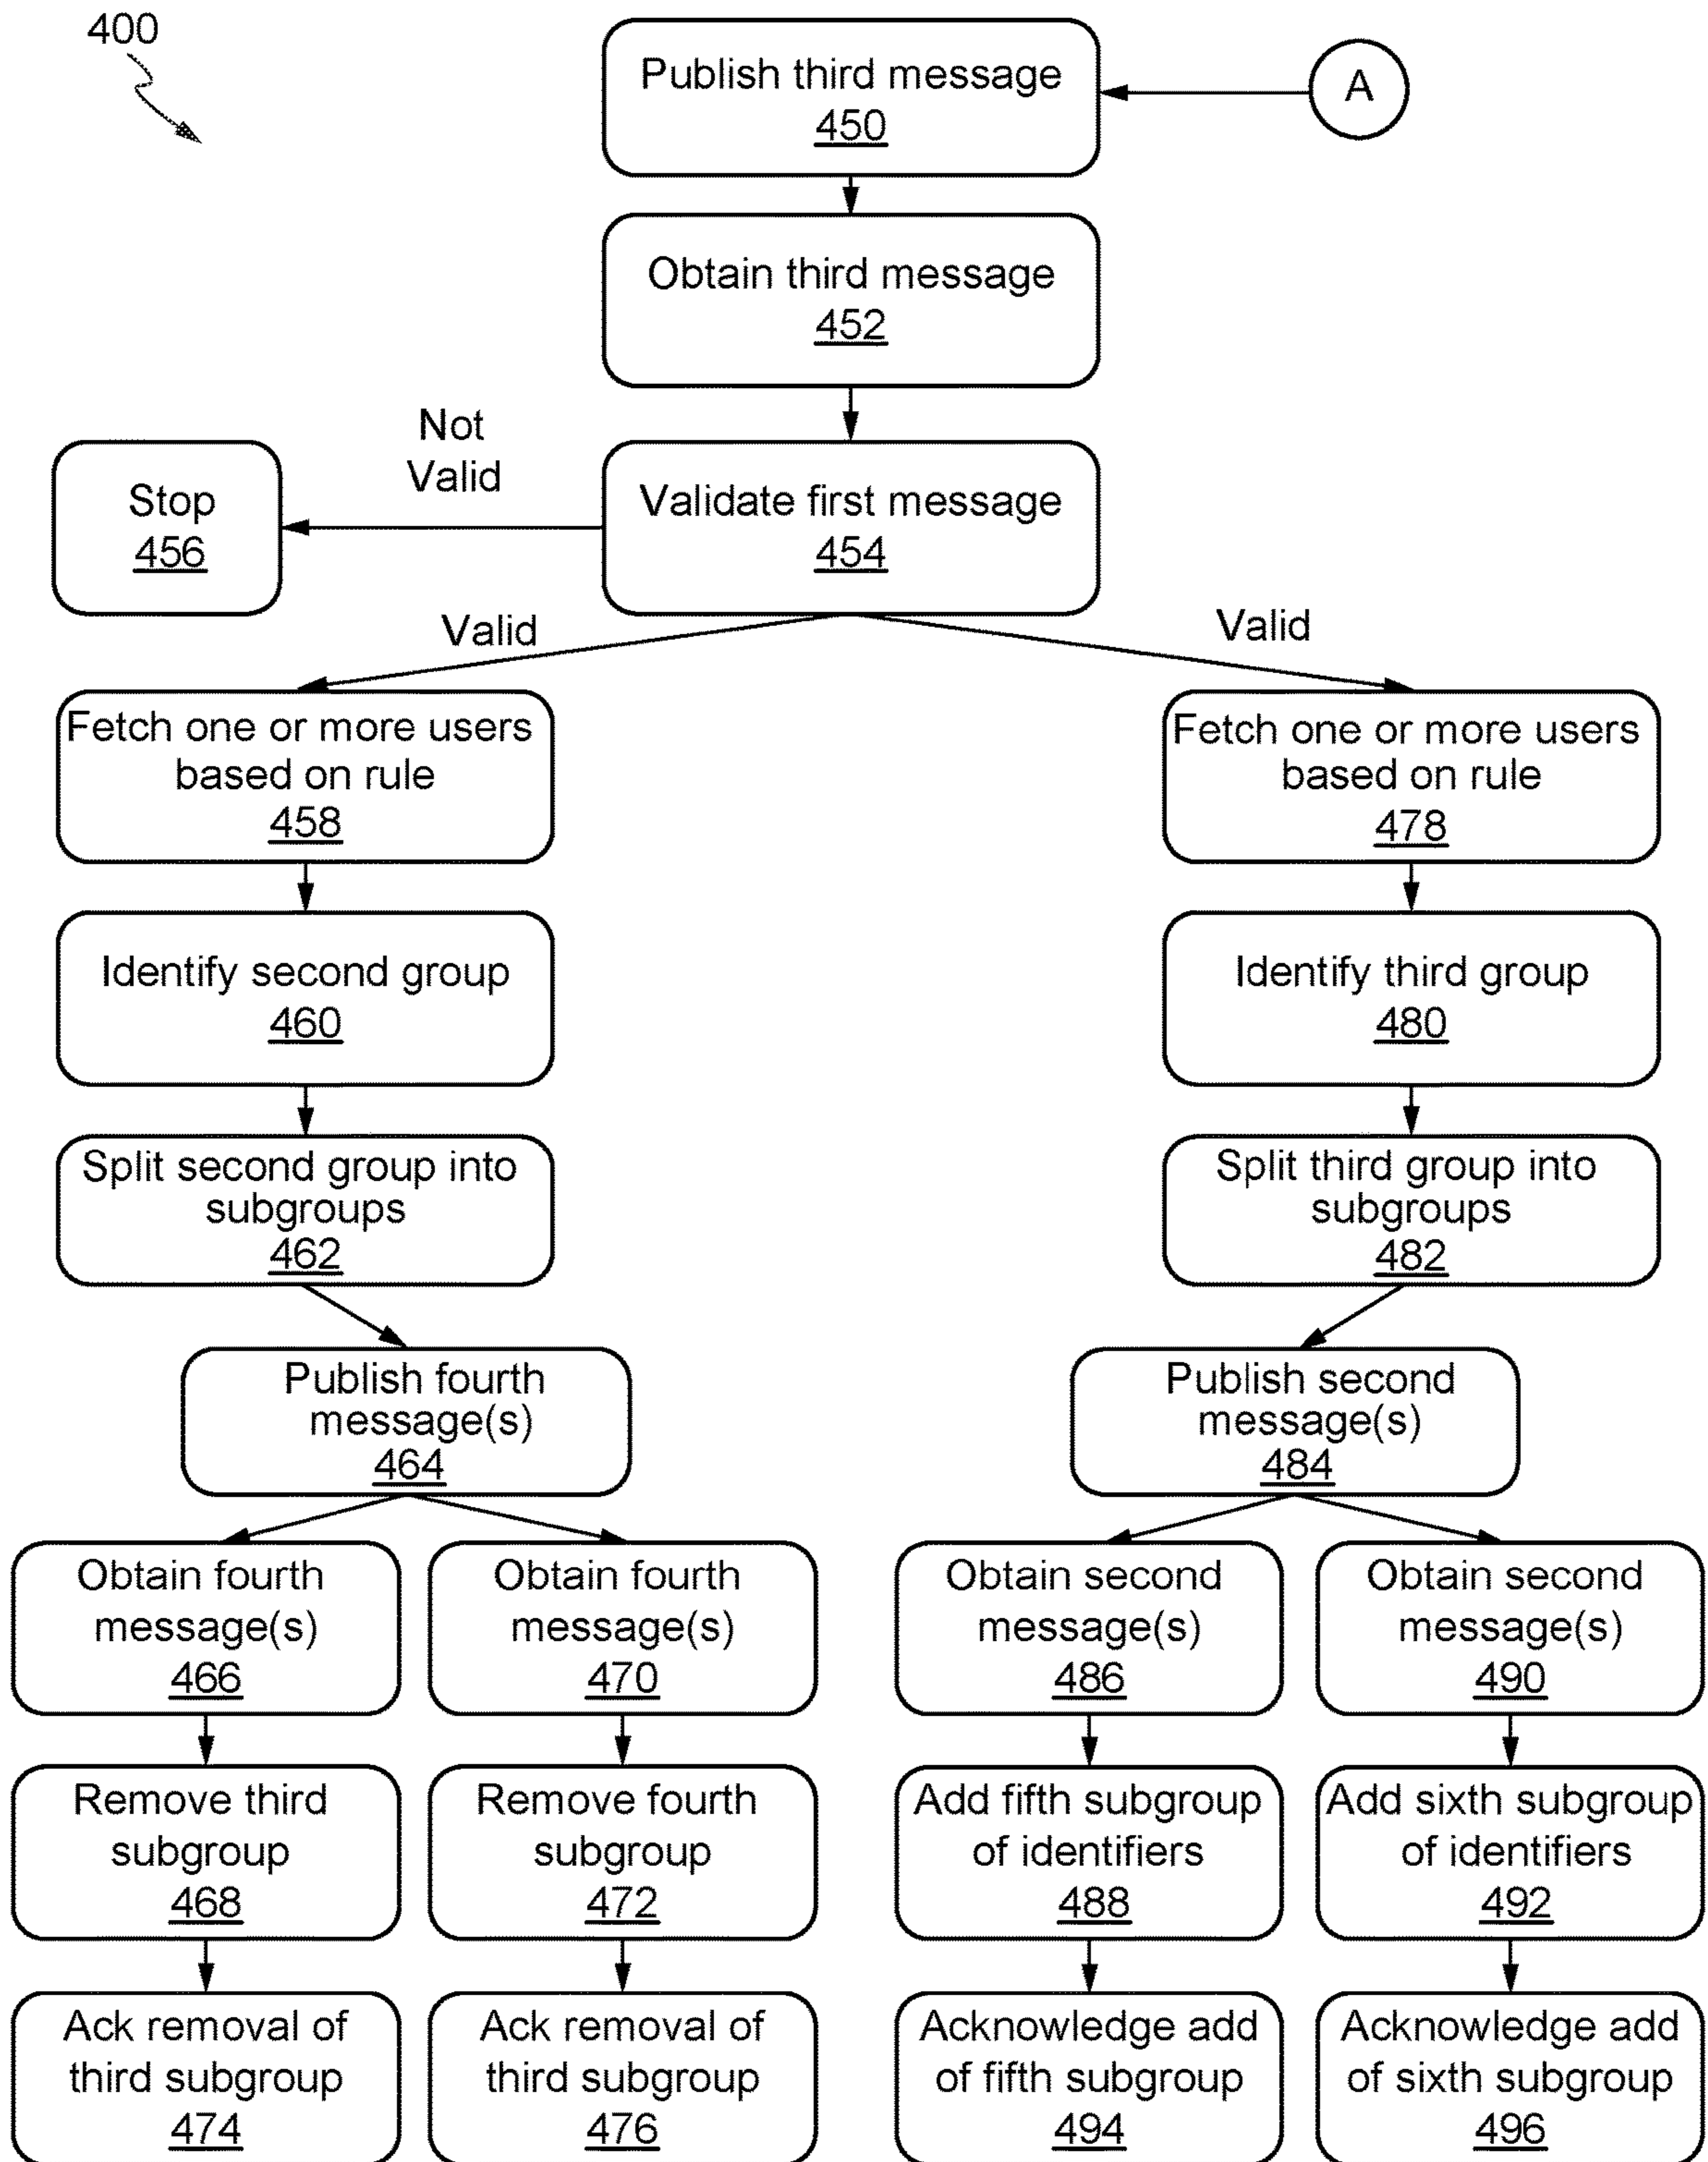 400
Publish third message
450
A
Obtain third message
452
Not
Valid
Stop
456
Validate first message
454
Valid
Valid
Fetch one or more users
based on rule
458
Fetch one or more users
based on rule
478
Identify second group
460
Identify third group
480
Split second group into
subgroups
462
Split third group into
subgroups
482
Publish fourth
message(s)
464
Publish second
message(s)
484
Obtain fourth
message(s)
466
Obtain fourth
message(s)
470
Obtain second
message(s)
486
Obtain second
message(s)
490
Remove third
subgroup
468
Remove fourth
subgroup
472
Add fifth subgroup
of identifiers
488
Add sixth subgroup
of identifiers
492
Ack removal of
third subgroup
474
Ack removal of
third subgroup
476
Acknowledge add
of fifth subgroup
494
Acknowledge add
of sixth subgroup
496